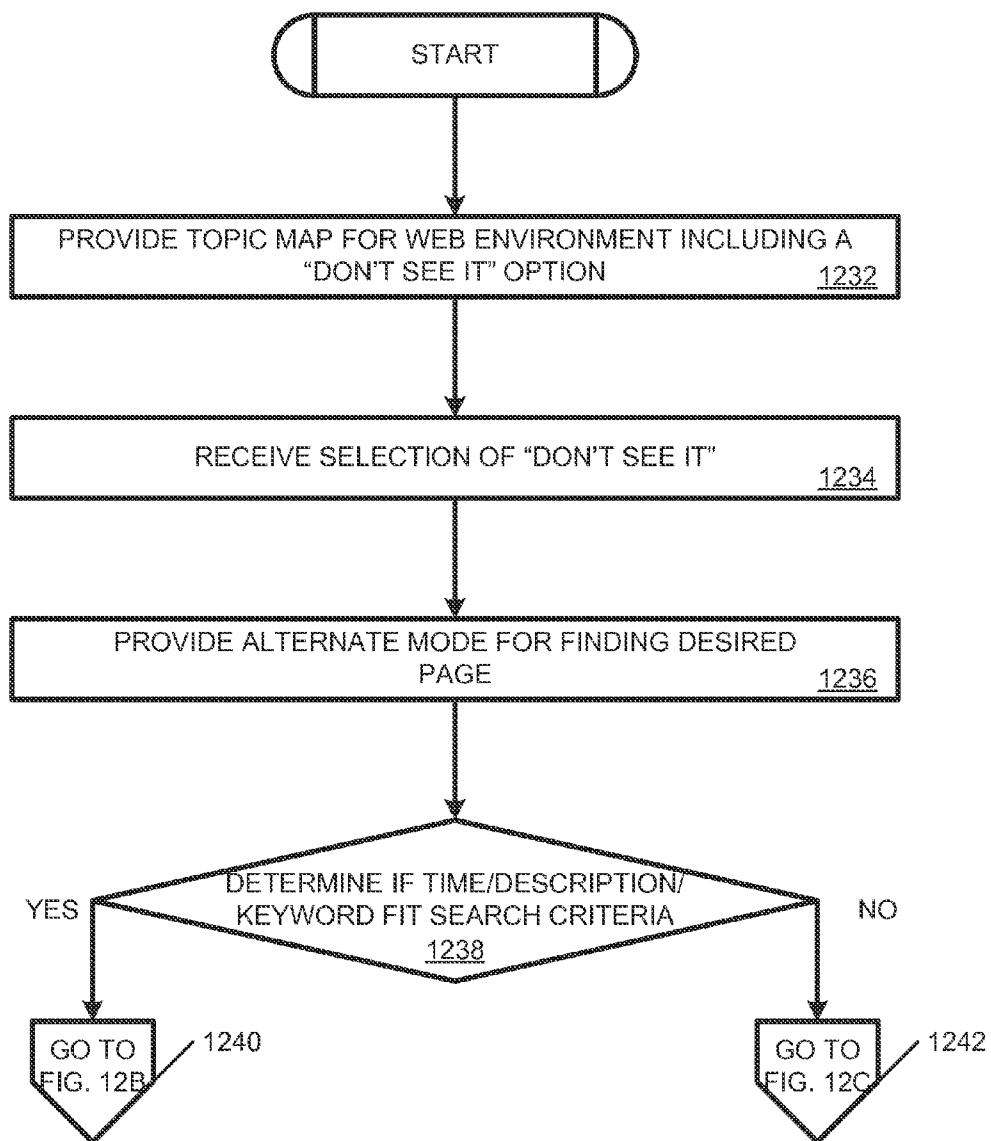 START
PROVIDE TOPIC MAP FOR WEB ENVIRONMENT INCLUDING A
“DON’T SEE IT” OPTION
1232
RECEIVE SELECTION OF “DON’T SEE IT”
1234
PROVIDE ALTERNATE MODE FOR FINDING DESIRED
PAGE
1236
DETERMINE IF TIME/DESCRIPTION/
KEYWORD FIT SEARCH CRITERIA
1238
YES
NO
GO TO
FIG. 12B
1240
GO TO
FIG. 12C
1242